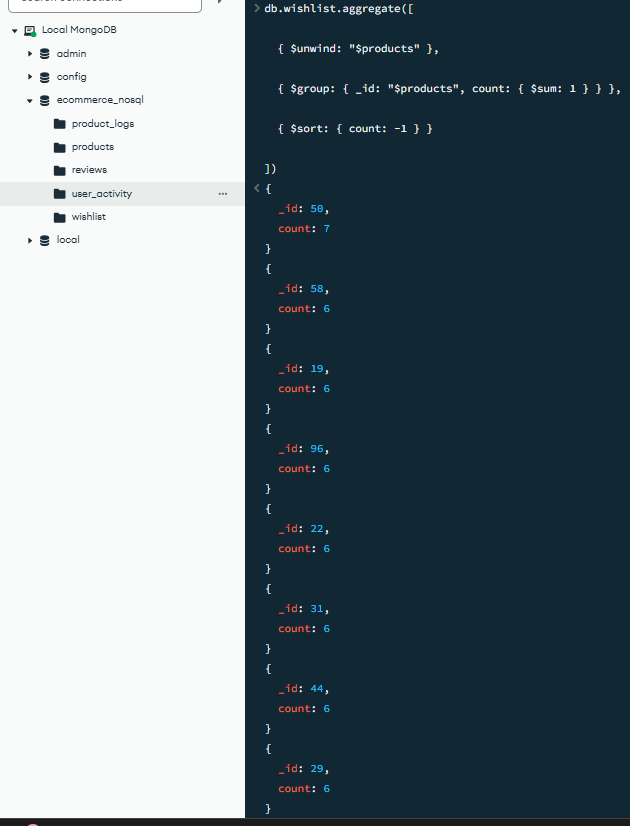 Local MongoDB
admin
config
ecommerce_nosql
product_logs
products
reviews
user_activity
...
wishlist
local
> db.wishlist.aggregate([
{ $unwind: "$products" },
{ $group: { _id: "$products", count: { $sum: 1 } } },
{ $sort: { count: -1 } }
])
< {
_id: 50,
count: 7
}
{
_id: 58,
count: 6
}
{
_id: 19,
count: 6
}
{
_id: 96,
count: 6
}
{
_id: 22,
count: 6
}
{
_id: 31,
count: 6
}
{
_id: 44,
count: 6
}
{
_id: 29,
count: 6
}